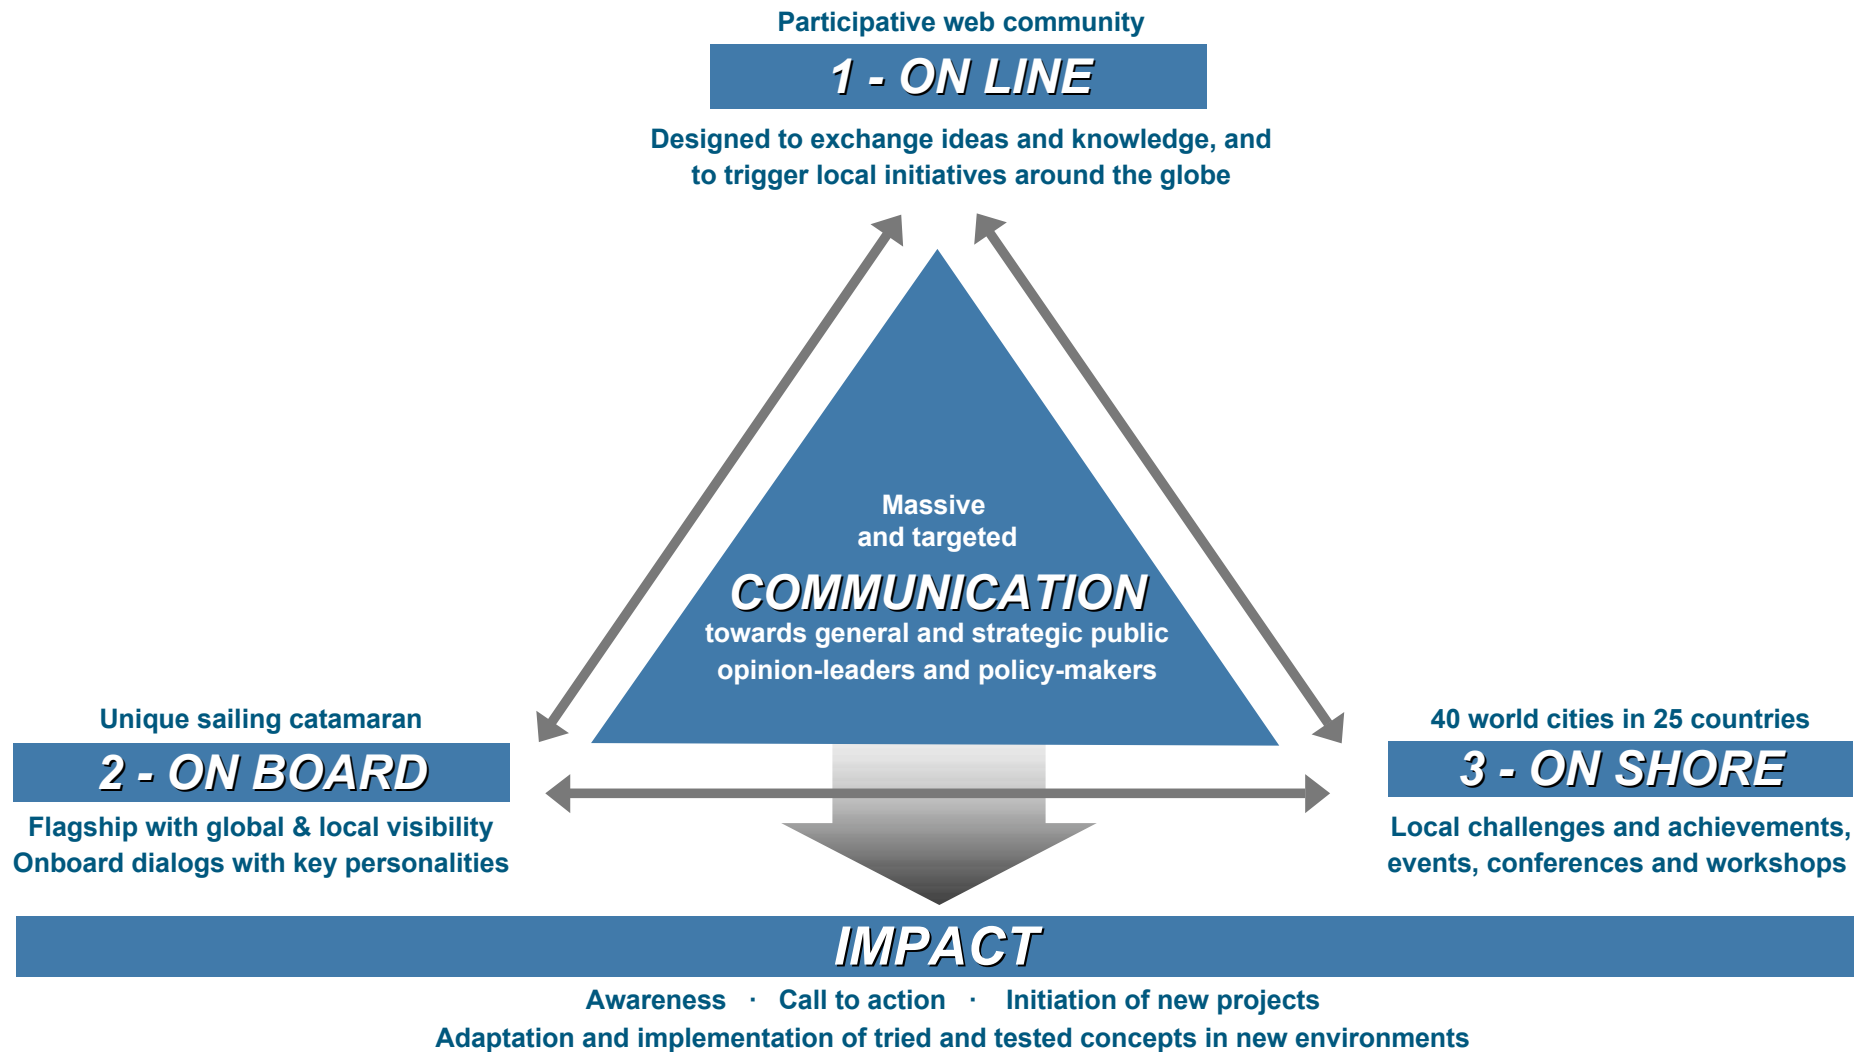 Participative web community
1 - ON LINE
Designed to exchange ideas and knowledge, and
to trigger local initiatives around the globe
Massive
and targeted
COMMUNICATION
towards general and strategic public
opinion-leaders and policy-makers
Unique sailing catamaran
2 - ON BOARD
Flagship with global & local visibility
Onboard dialogs with key personalities
40 world cities in 25 countries
3 - ON SHORE
Local challenges and achievements,
events, conferences and workshops
IMPACT
Awareness · Call to action · Initiation of new projects
Adaptation and implementation of tried and tested concepts in new environments